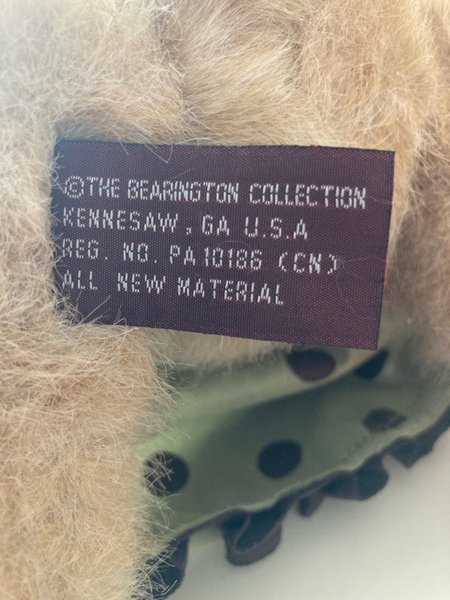 ©THE BEARINGTON COLLECTION
KENNESAW, GA U.S.A
REG. NO. PA 10186 (CN)
ALL NEW MATERIAL